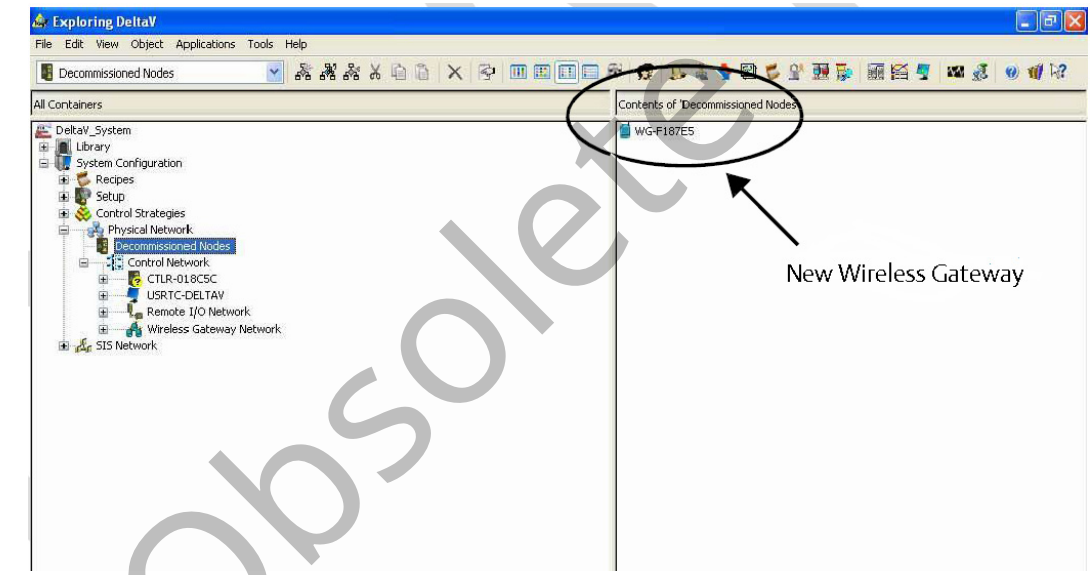 Exploring DeltaV
File Edit View Object Applications Tools Help
Decommissioned Nodes
All Containers
Contents of 'Decommissioned Nodes'
DeltaV_System
Library
System Configuration
Recipes
Setup
Control Strategies
Physical Network
Decommissioned Nodes
Control Network
CTLR-018C5C
USRTC-DELTAV
Remote I/O Network
Wireless Gateway Network
SIS Network
WG-F187E5
New Wireless Gateway
Obsolete